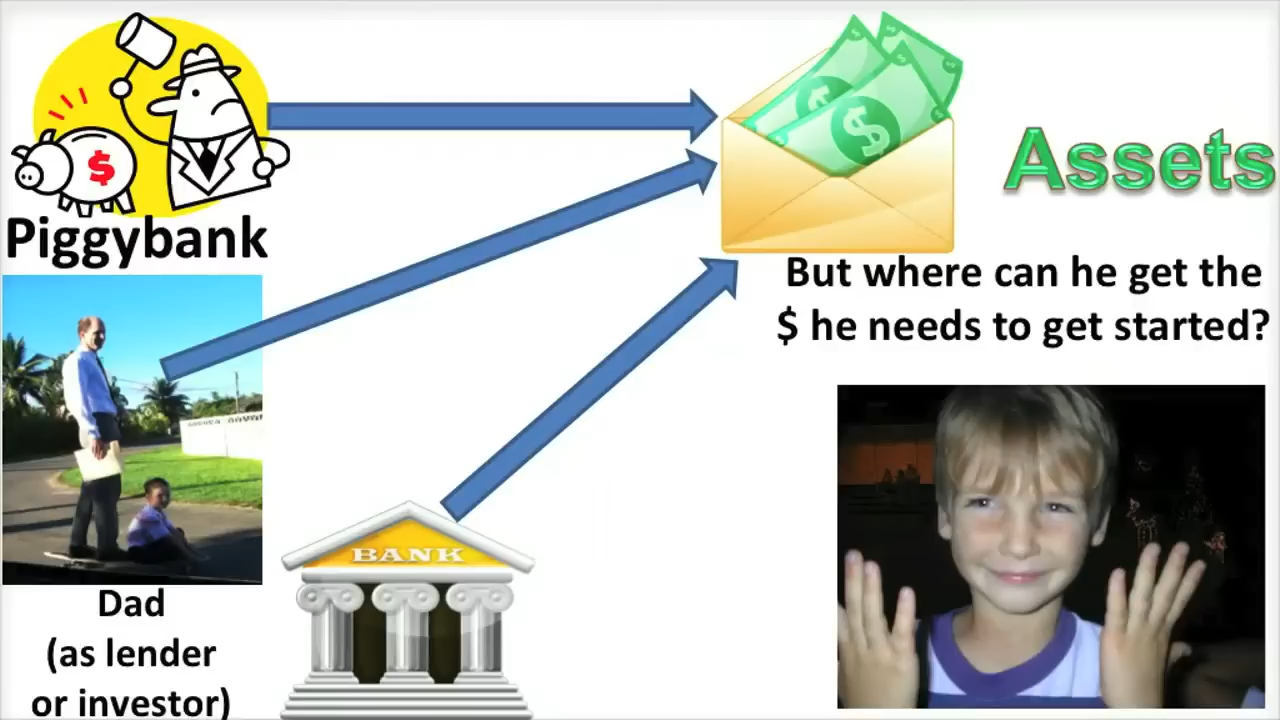 $
Piggybank
Assets
But where can he get the
$ he needs to get started?
Dad
(as lender
or investor)
BANK